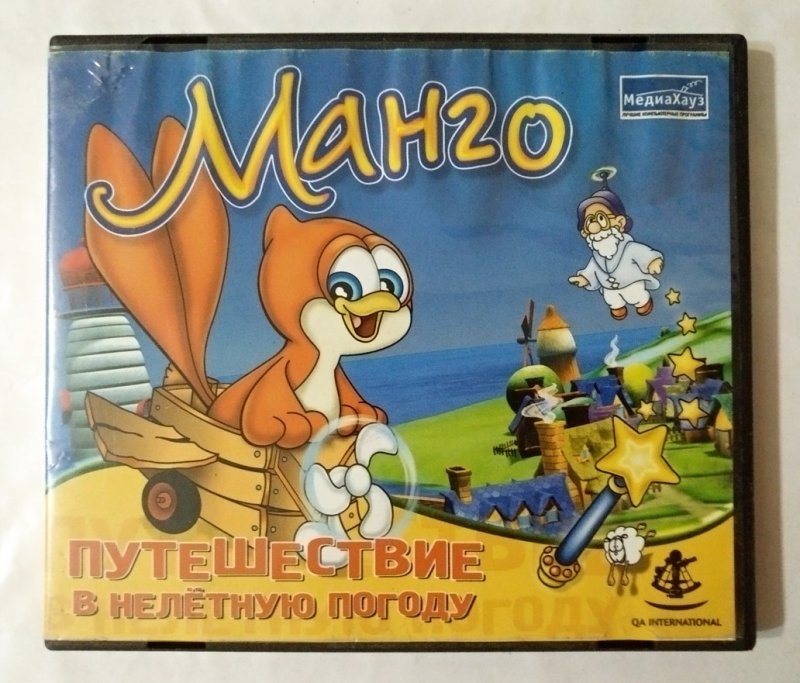 Манго
МедиаХауз
ЛУЧШИЕ КОМПЬЮТЕРНЫЕ ПРОГРАММЫ
ПУТЕШЕСТВИЕ
В НЕЛЁТНУЮ ПОГОДУ
QA INTERNATIONAL